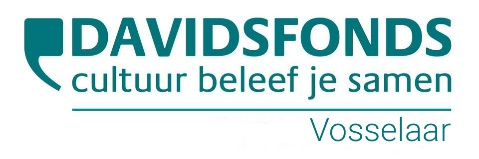 DAVIDSFONDS
cultuur beleef je samen
Vosselaar